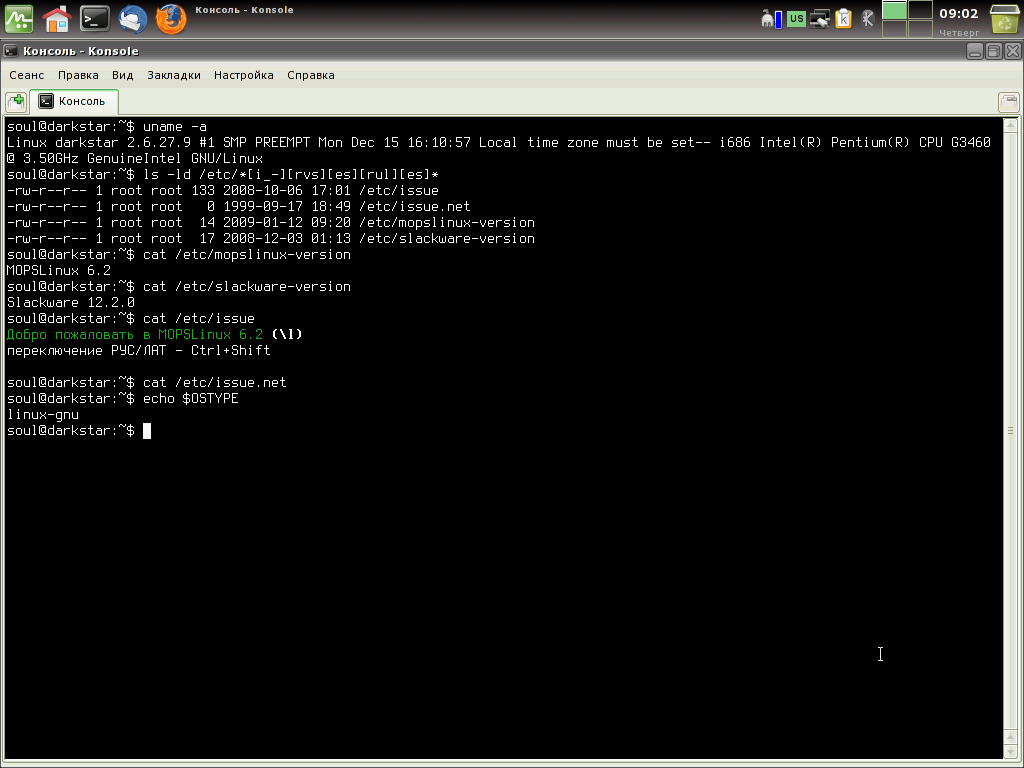 Консоль - Konsole
US
k
09:02
Четверг
Консоль - Konsole
Сеанс Правка Вид Закладки Настройка Справка
Консоль
soul@darkstar:~$ uname -a
Linux darkstar 2.6.27.9 #1 SMP PREEMPT Mon Dec 15 16:10:57 Local time zone must be set-- i686 Intel(R) Pentium(R) CPU G3460
@ 3.50GHz GenuineIntel GNU/Linux
soul@darkstar:~$ ls -ld /etc/*[i_-][rvs][es][rul][es]*
-rw-r--r-- 1 root root 133 2008-10-06 17:01 /etc/issue
-rw-r--r-- 1 root root   0 1999-09-17 18:49 /etc/issue.net
-rw-r--r-- 1 root root  14 2009-01-12 09:20 /etc/mopslinux-version
-rw-r--r-- 1 root root  17 2008-12-03 01:13 /etc/slackware-version
soul@darkstar:~$ cat /etc/mopslinux-version
MOPSLinux 6.2
soul@darkstar:~$ cat /etc/slackware-version
Slackware 12.2.0
soul@darkstar:~$ cat /etc/issue
Добро пожаловать в MOPSLinux 6.2 (\l)
переключение РУС/ЛАТ - Ctrl+Shift
soul@darkstar:~$ cat /etc/issue.net
soul@darkstar:~$ echo $OSTYPE
linux-gnu
soul@darkstar:~$